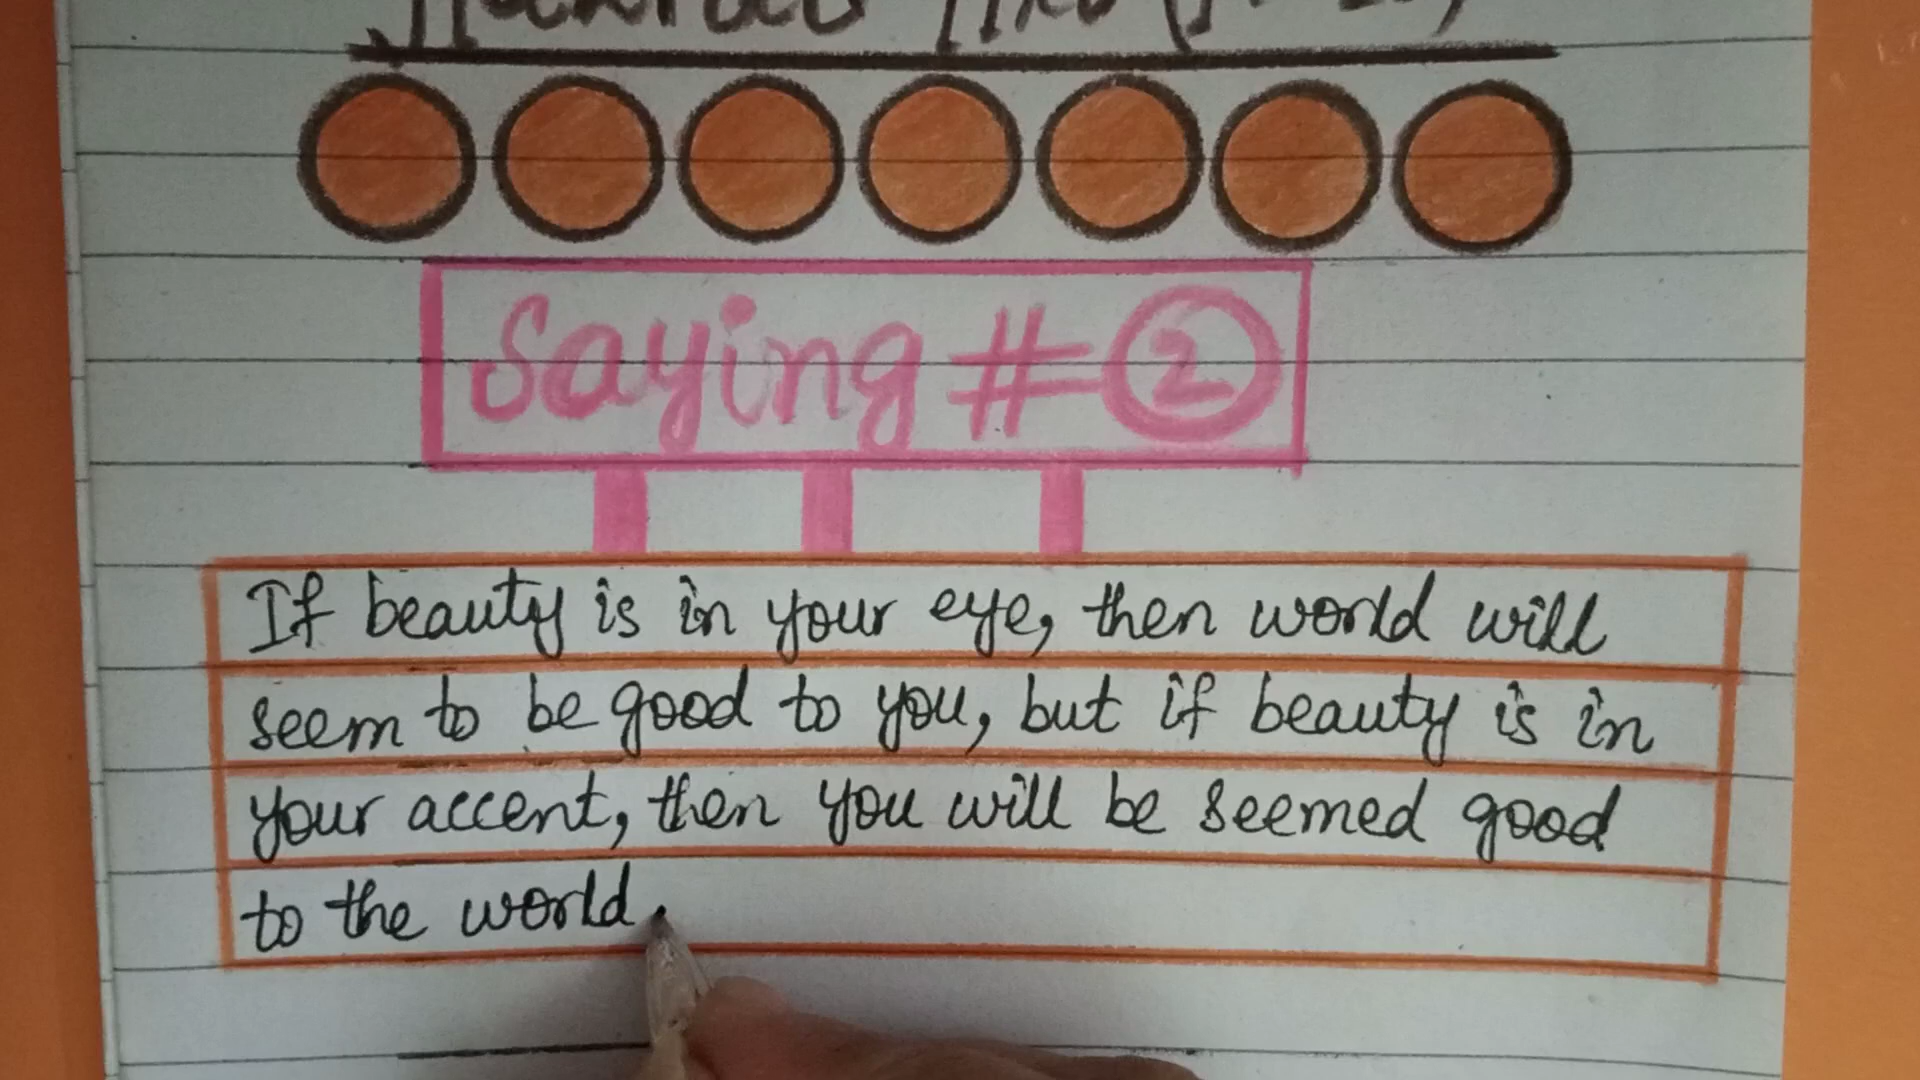 Saying # 2
If beauty is in your eye, then world will
seem to be good to you, but if beauty is in
your accent, then you will be seemed good
to the world.